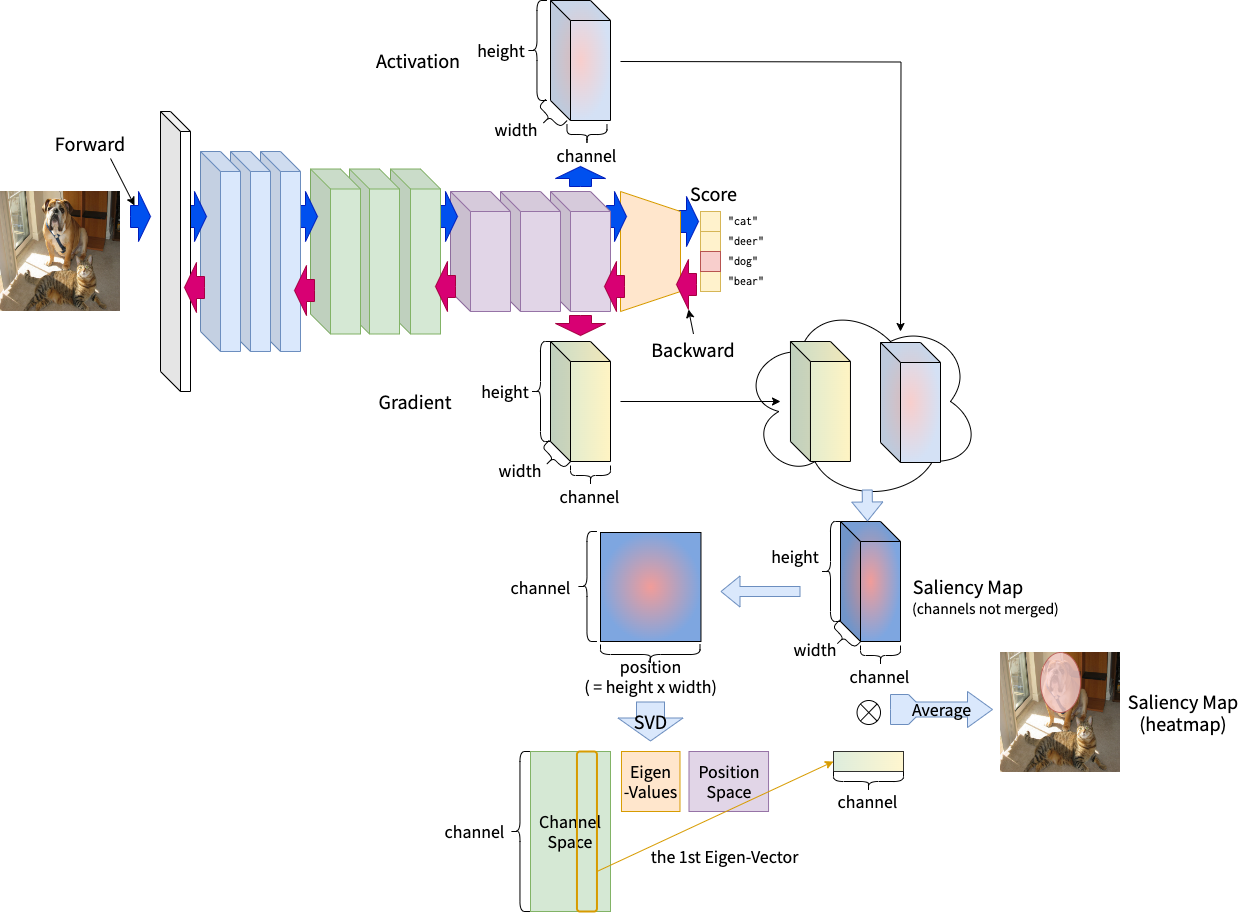 Activation
height
width
channel
Forward
Score
"cat"
"deer"
"dog"
"bear"
Backward
Gradient
height
width
channel
height
width
channel
Saliency Map
(channels not merged)
channel
position
( = height x width)
SVD
Average
Saliency Map
(heatmap)
channel
Channel
Space
Eigen
-Values
Position
Space
channel
the 1st Eigen-Vector